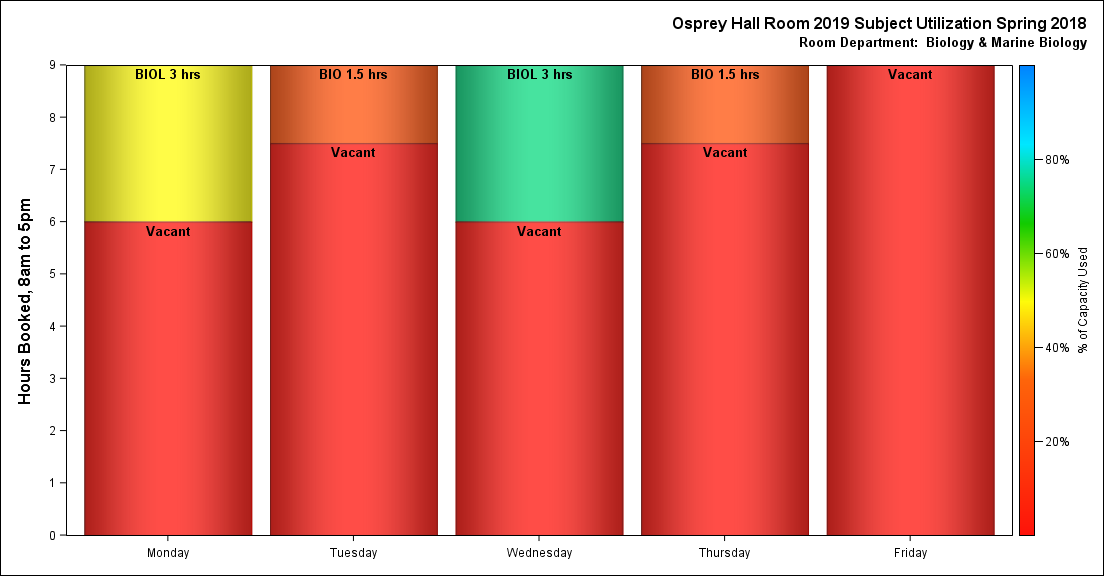 Osprey Hall Room 2019 Subject Utilization Spring 2018
Room Department:  Biology & Marine Biology
Hours Booked, 8am to 5pm
9
8
7
6
5
4
3
2
1
0
BIOL 3 hrs
Vacant
BIO 1.5 hrs
Vacant
BIOL 3 hrs
Vacant
BIO 1.5 hrs
Vacant
Vacant
Monday
Tuesday
Wednesday
Thursday
Friday
80%
60%
40%
20%
% of Capacity Used